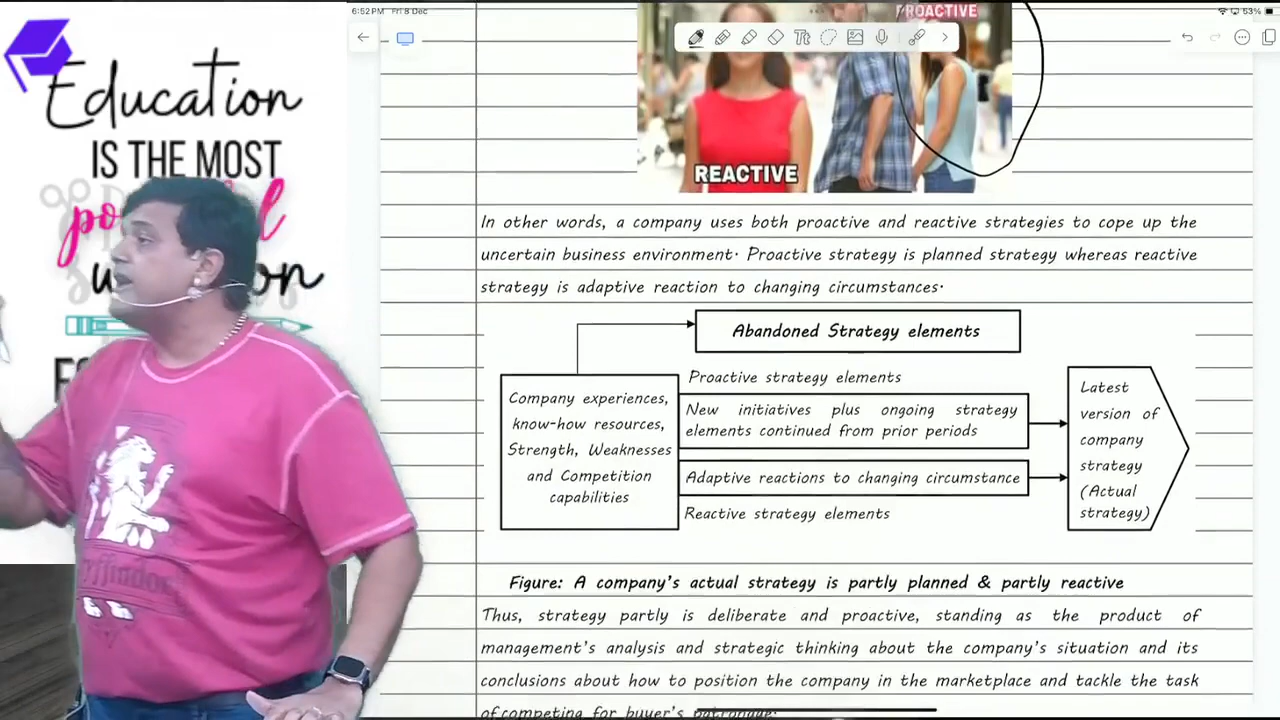 6:52PM Fri 8 Dec
53%
Education
IS THE MOST
PROACTIVE
REACTIVE
In other words, a company uses both proactive and reactive strategies to cope up the
uncertain business environment. Proactive strategy is planned strategy whereas reactive
strategy is adaptive reaction to changing circumstances.
Abandoned Strategy elements
Company experiences,
know-how resources,
Strength, Weaknesses
and Competition
capabilities
Proactive strategy elements
New initiatives plus ongoing strategy
elements continued from prior periods
Adaptive reactions to changing circumstance
Reactive strategy elements
Latest
version of
company
strategy
(Actual
strategy)
Figure: A company's actual strategy is partly planned & partly reactive
Thus, strategy partly is deliberate and proactive, standing as the product of
management's analysis and strategic thinking about the company's situation and its
conclusions about how to position the company in the marketplace and tackle the task
of competing for buyer's patronage.